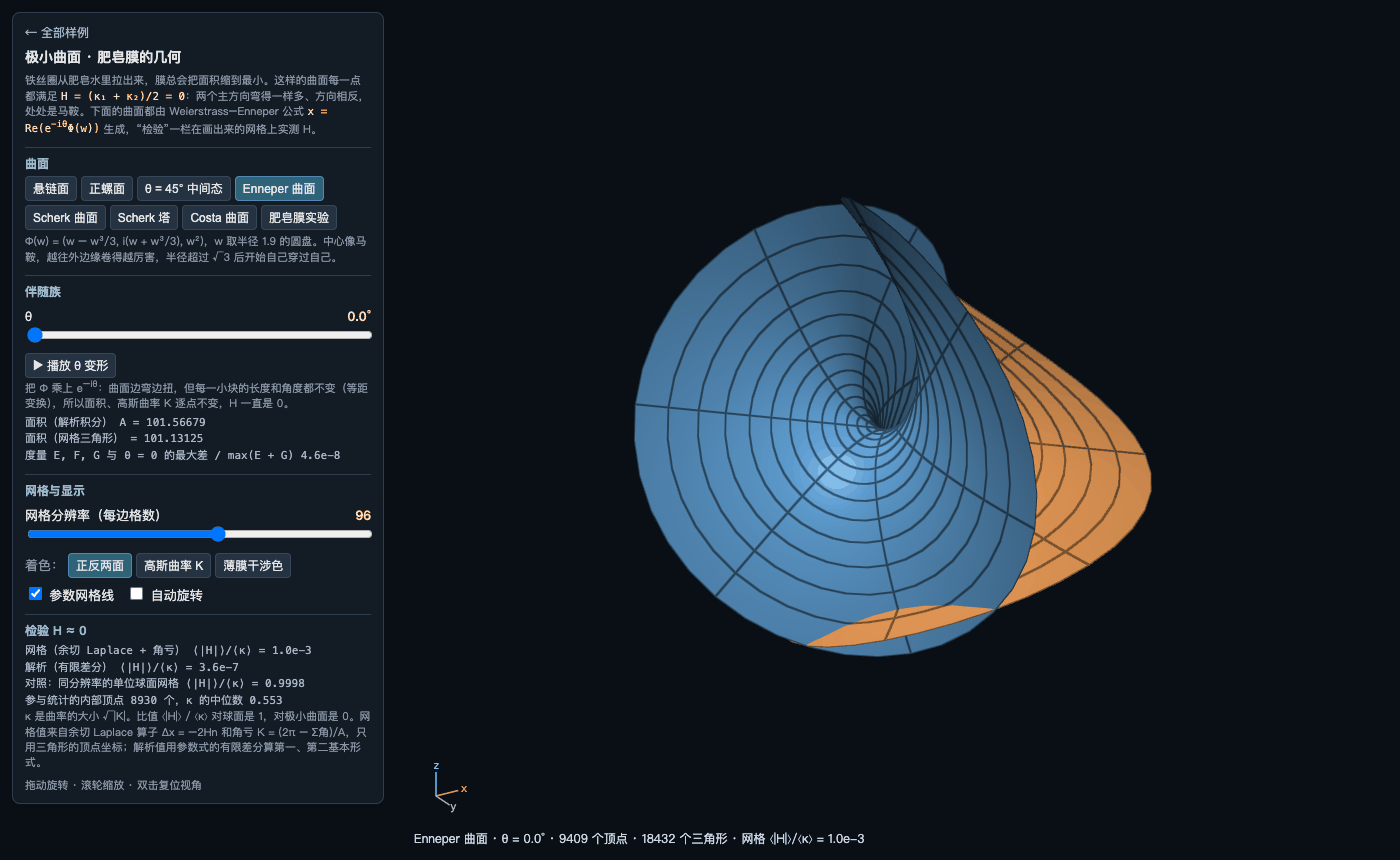 ← 全部样例
极小曲面 · 肥皂膜的几何
铁丝圈从肥皂水里拉出来，膜总会把面积缩到最小。这样的曲面每一点
都满足 H = (κ₁ + κ₂)/2 = 0：两个主方向弯得一样多、方向相反，
处处是马鞍。下面的曲面都由 Weierstrass—Enneper 公式 x =
Re(e⁻ⁱᶿΦ(w)) 生成，“检验”一栏在画出来的网格上实测 H。
曲面
悬链面 正螺面 θ = 45° 中间态 Enneper 曲面
Scherk 曲面 Scherk 塔 Costa 曲面 肥皂膜实验
Φ(w) = (w − w³/3, i(w + w³/3), w²)，w 取半径 1.9 的圆盘。中心像马
鞍，越往外边缘卷得越厉害，半径超过 √3 后开始自己穿过自己。
伴随族
θ 0.0°
▶ 播放 θ 变形
把 Φ 乘上 e⁻ⁱᶿ：曲面边弯边扭，但每一小块的长度和角度都不变（等距
变换），所以面积、高斯曲率 K 逐点不变，H 一直是 0。
面积（解析积分） A = 101.56679
面积（网格三角形） = 101.13125
度量 E, F, G 与 θ = 0 的最大差 / max(E + G) 4.6e-8
网格与显示
网格分辨率（每边格数） 96
着色： 正反两面 高斯曲率 K 薄膜干涉色
参数网格线 自动旋转
检验 H ≈ 0
网格（余切 Laplace + 角亏） ⟨|H|⟩/⟨κ⟩ = 1.0e-3
解析（有限差分） ⟨|H|⟩/⟨κ⟩ = 3.6e-7
对照：同分辨率的单位球面网格 ⟨|H|⟩/⟨κ⟩ = 0.9998
参与统计的内部顶点 8930 个，κ 的中位数 0.553
κ 是曲率的大小 √|K|。比值 ⟨|H|⟩ / ⟨κ⟩ 对球面是 1，对极小曲面是 0。网
格值来自余切 Laplace 算子 Δx = −2Hn 和角亏 K = (2π − Σ角)/A，只
用三角形的顶点坐标；解析值用参数式的有限差分算第一、第二基本形
式。
拖动旋转 · 滚轮缩放 · 双击复位视角
z
x
y
Enneper 曲面 · θ = 0.0° · 9409 个顶点 · 18432 个三角形 · 网格 ⟨|H|⟩/⟨κ⟩ = 1.0e−3